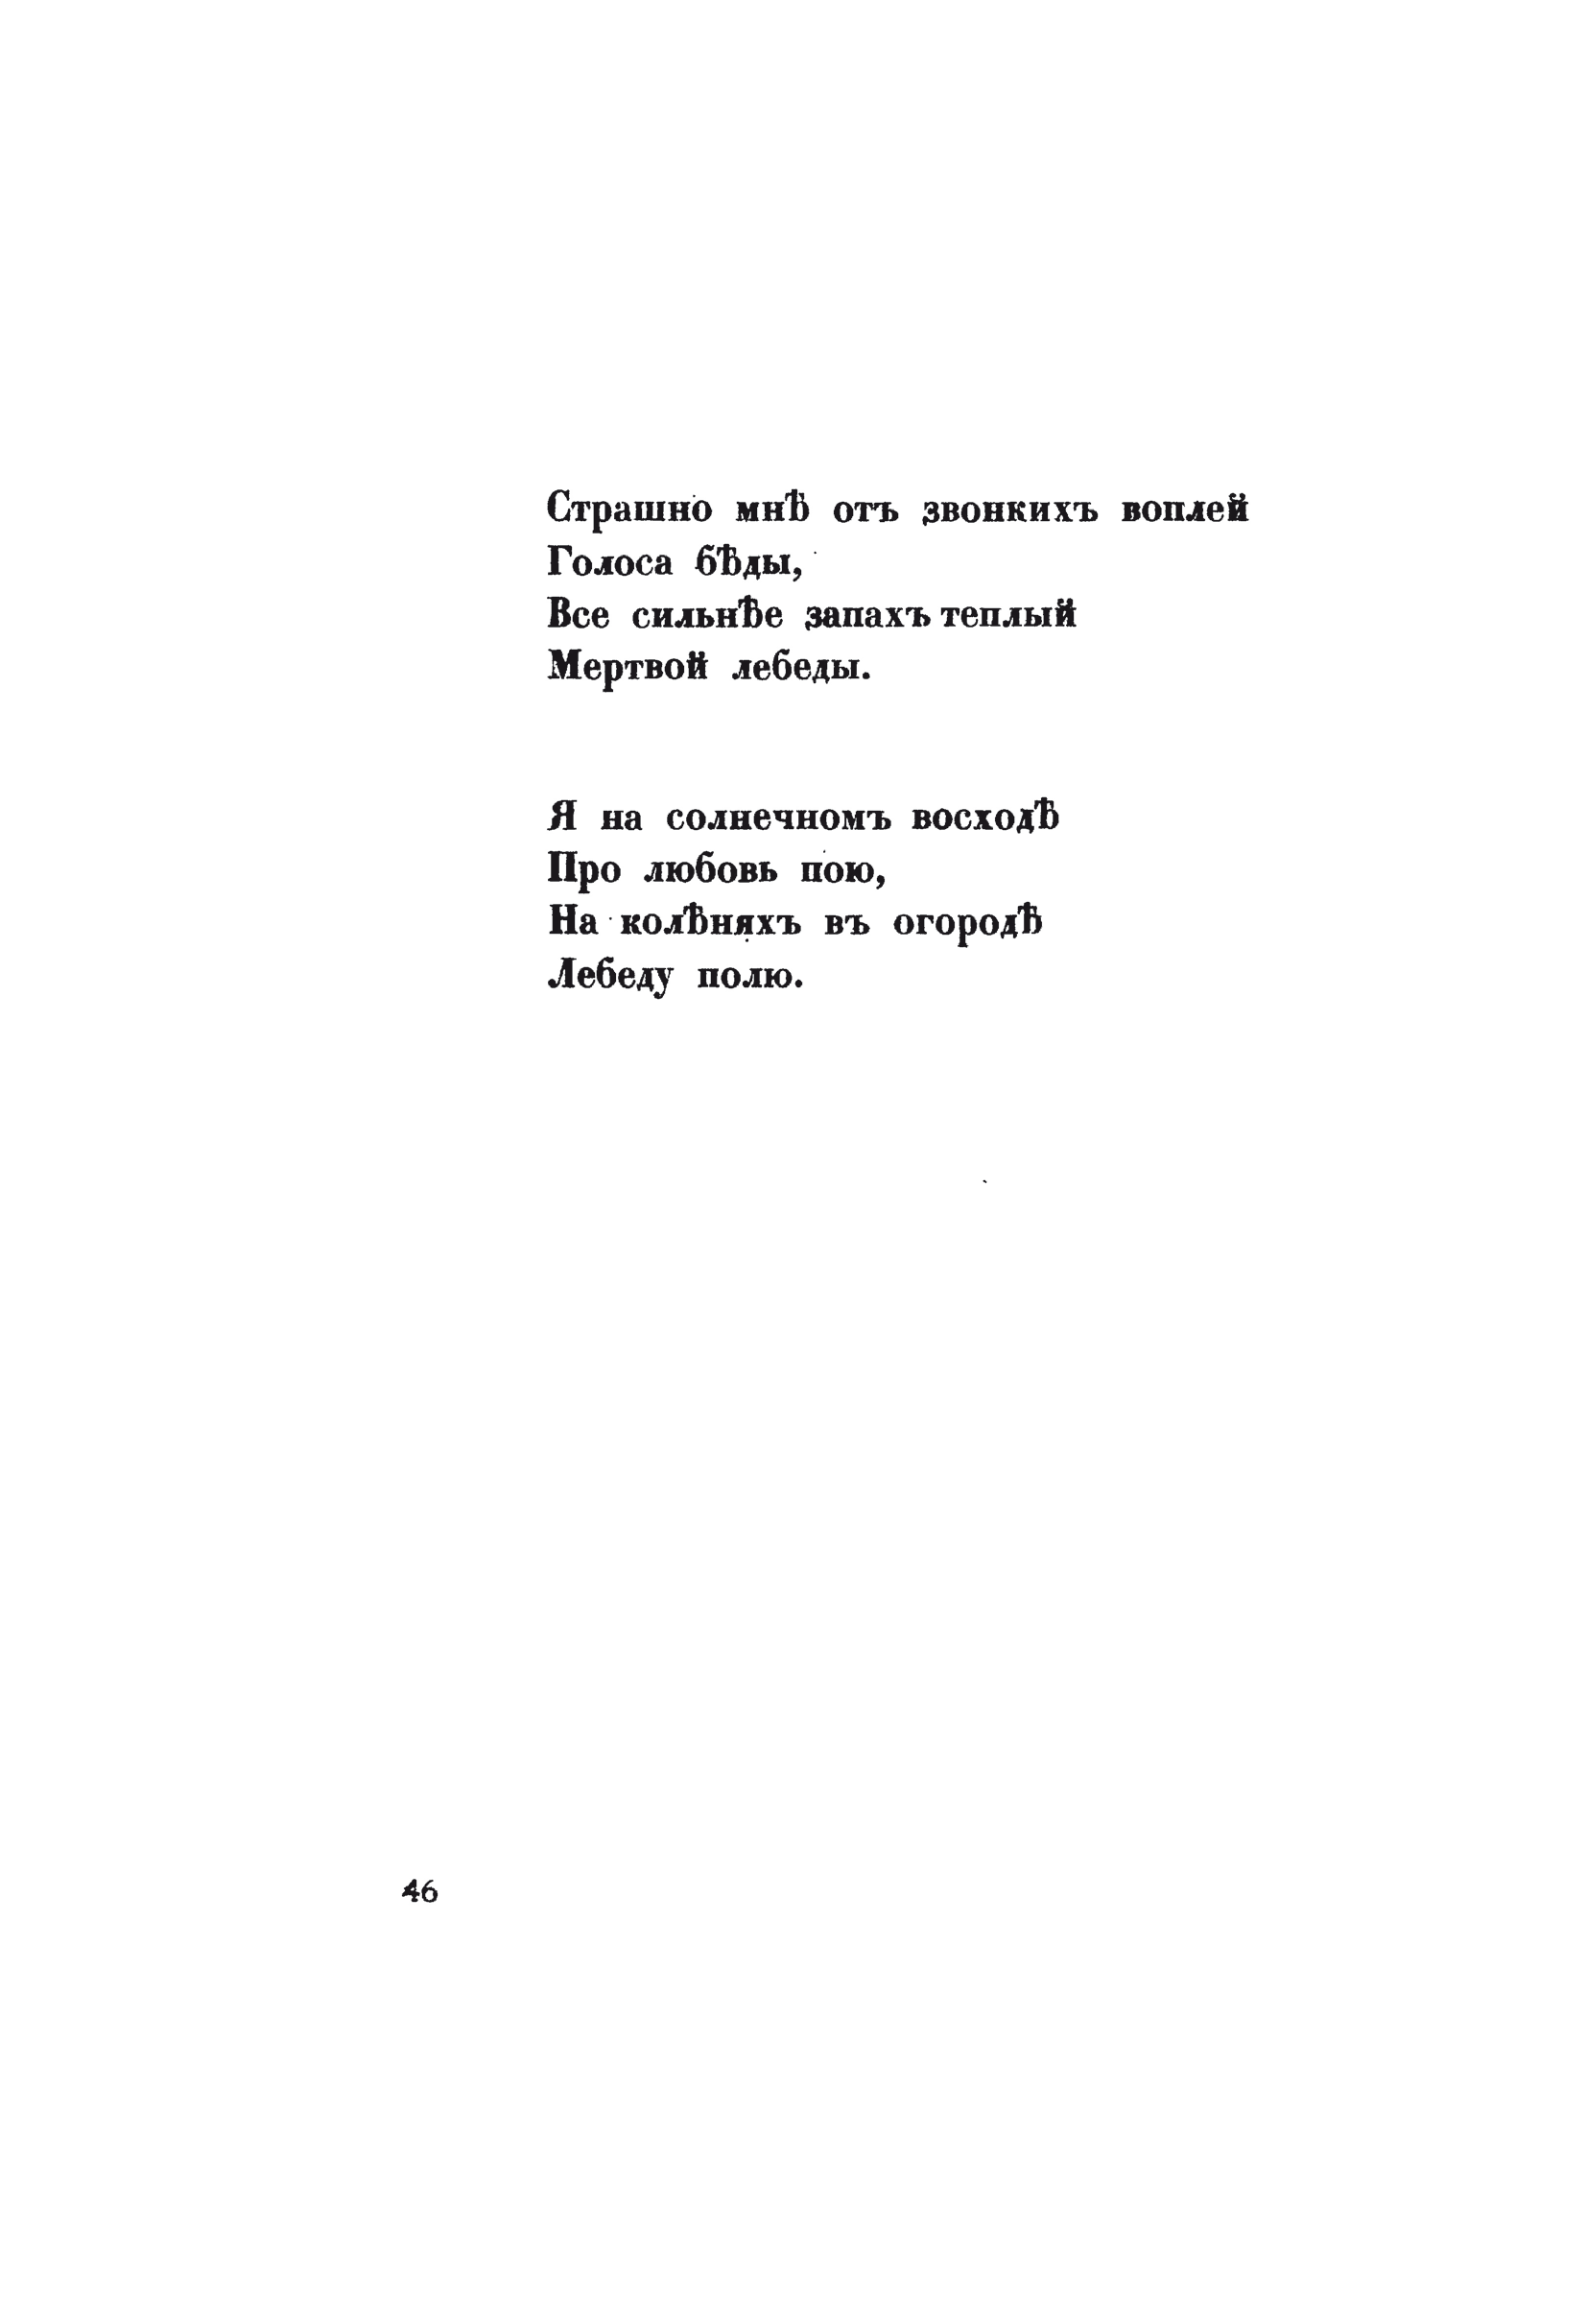 Страшно мнѣ отъ звонкихъ воплей
Голоса бѣды,
Все сильнѣе запахъ теплый
Мертвой лебеды.
Я на солнечномъ восходѣ
Про любовь пою,
На колѣняхъ въ огородѣ
Лебеду полю.
46